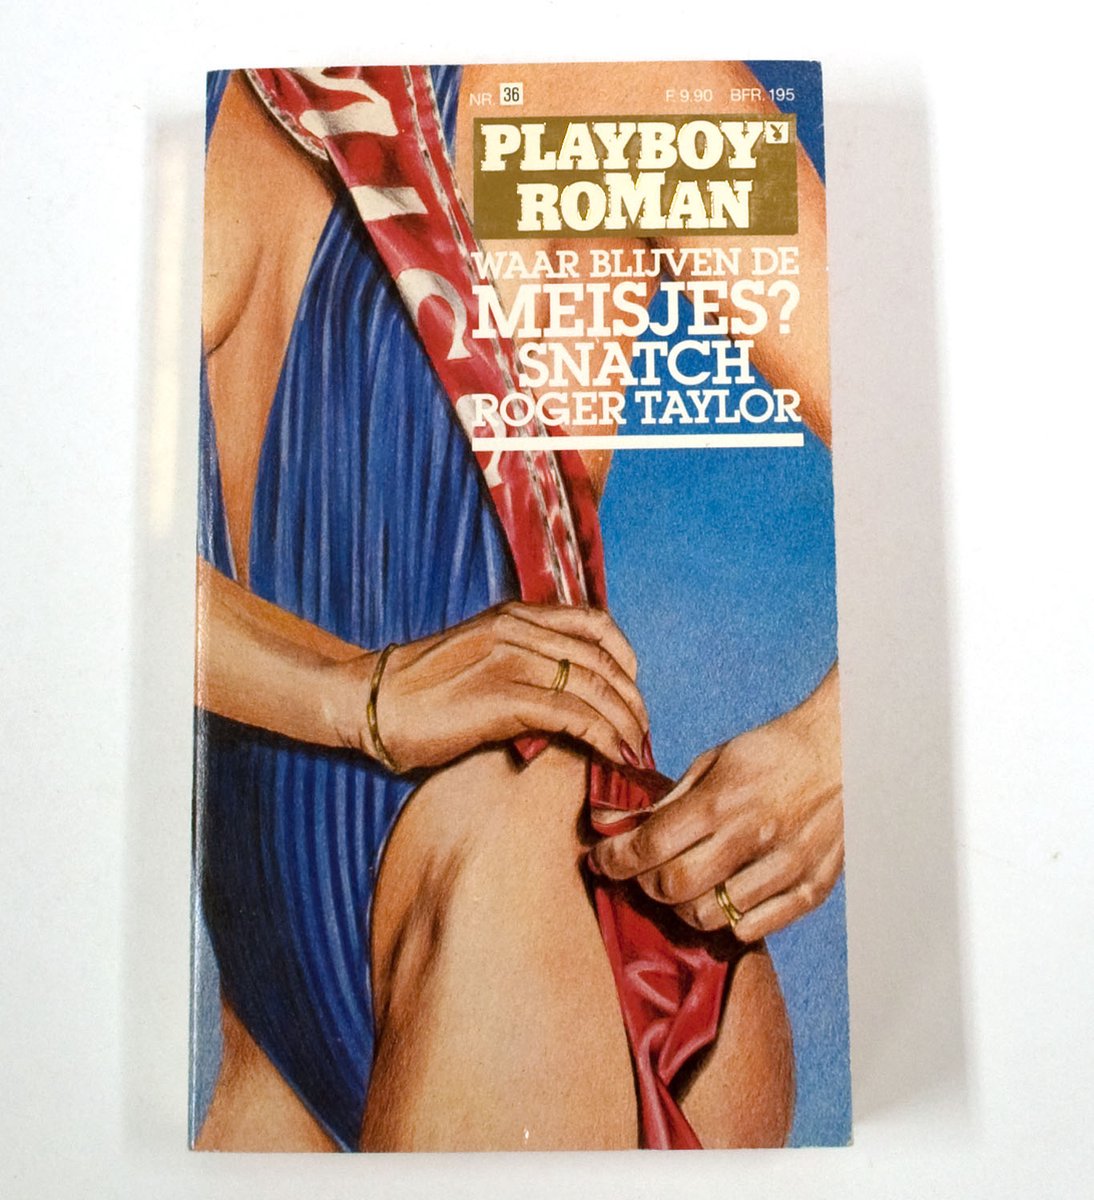 NR. 36
F. 9.90 BFR. 195
PLAYBOY
ROMAN
WAAR BLIJVEN DE
MEISJES?
SNATCH
ROGER TAYLOR